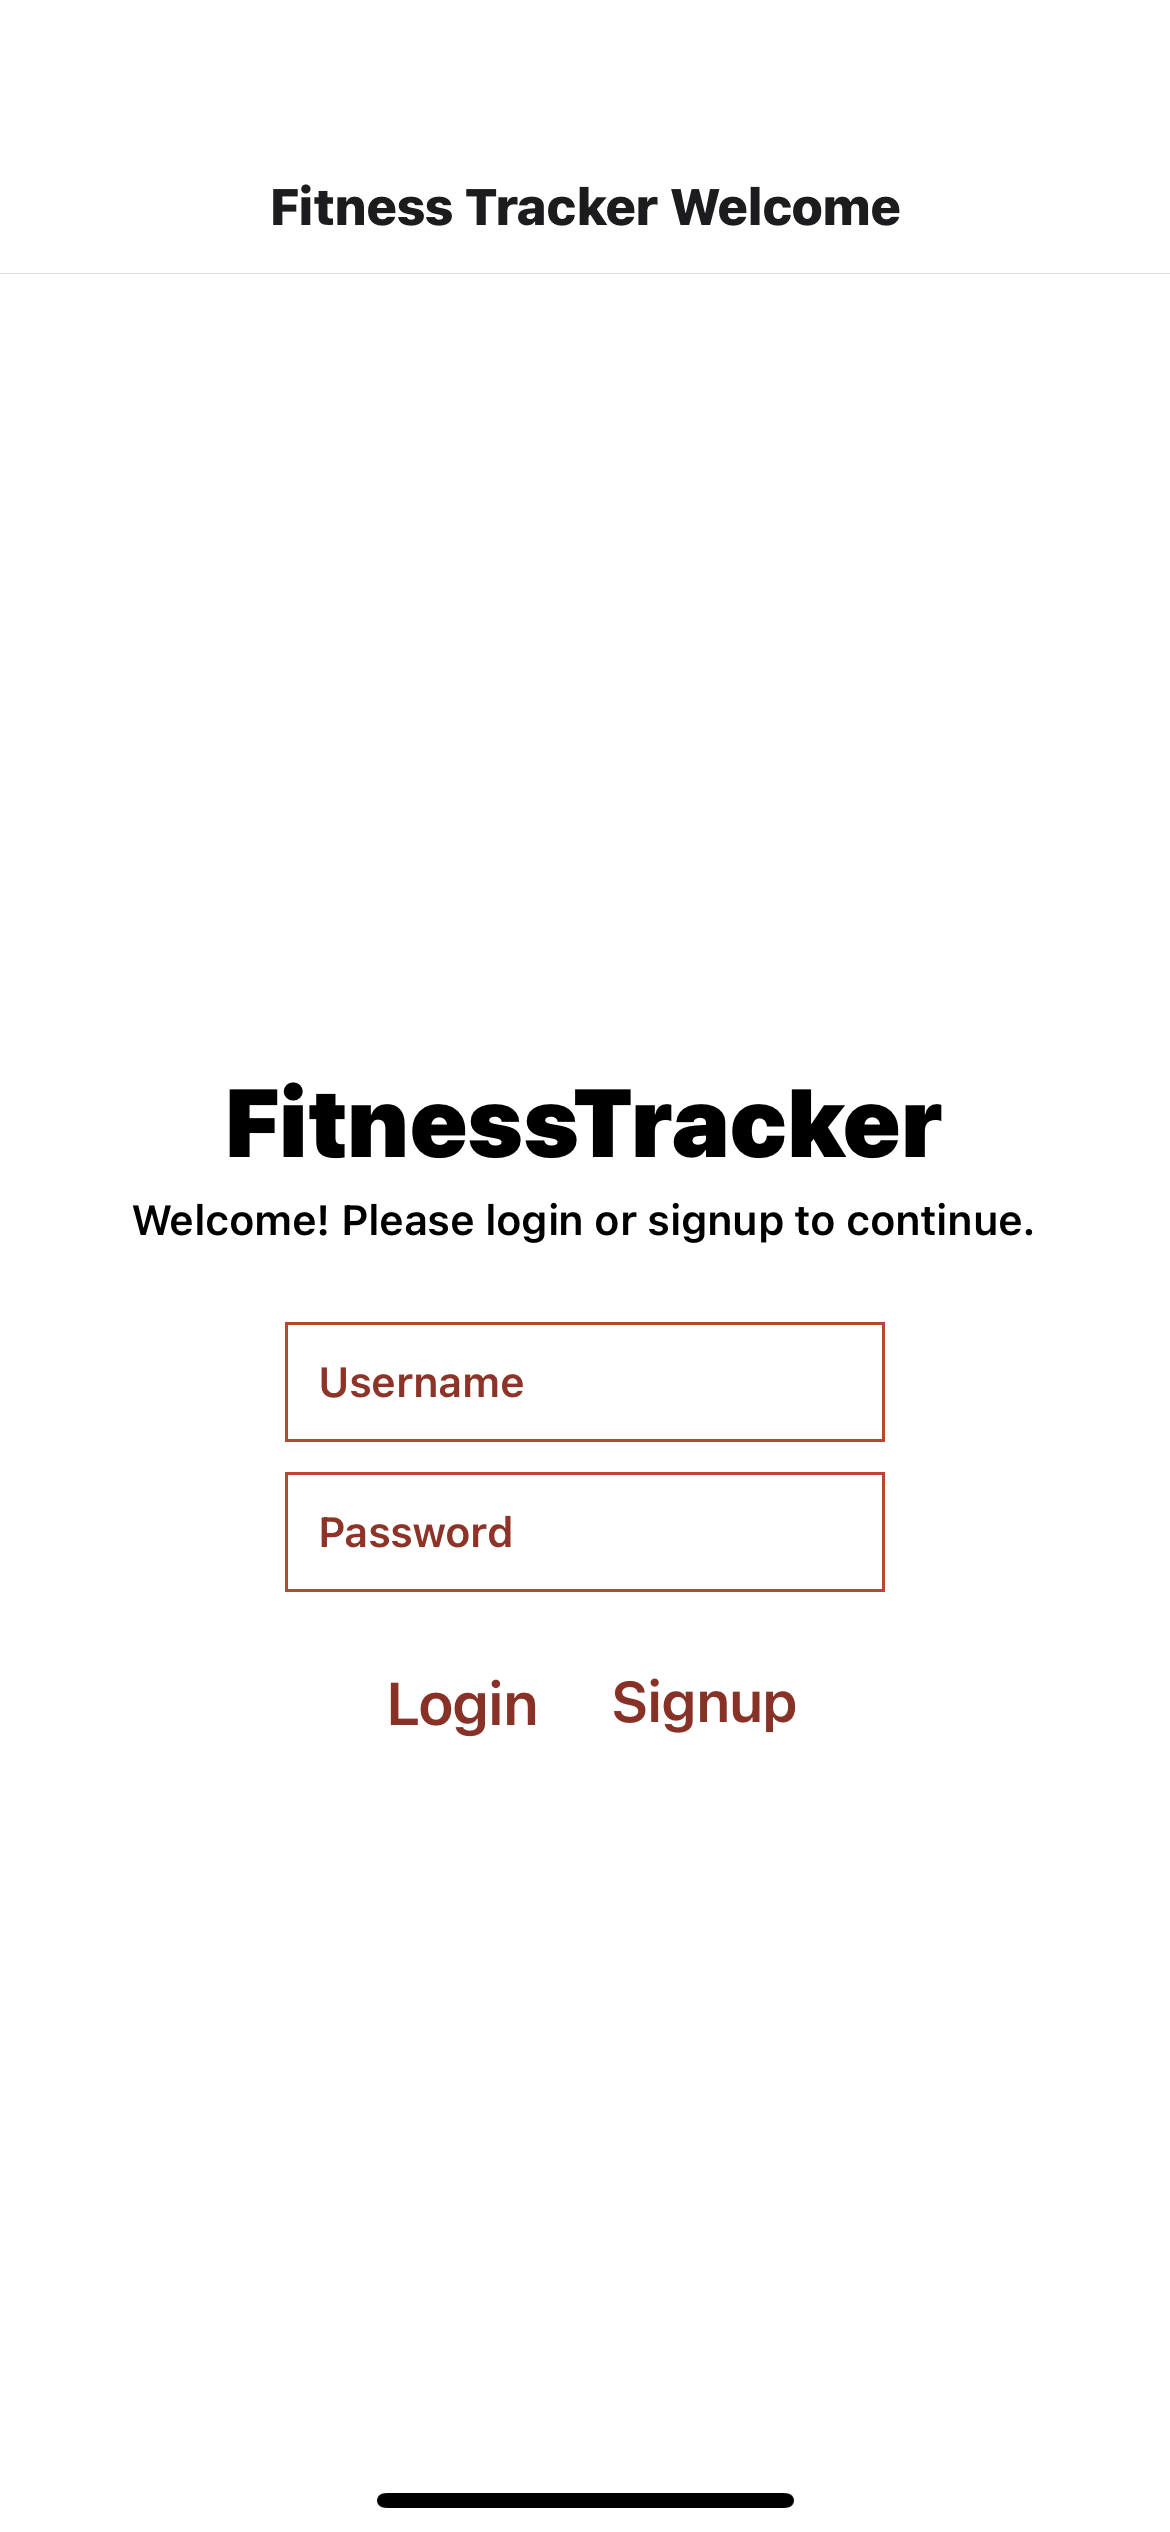 Fitness Tracker Welcome
FitnessTracker
Welcome! Please login or signup to continue.
Username
Password
Login Signup